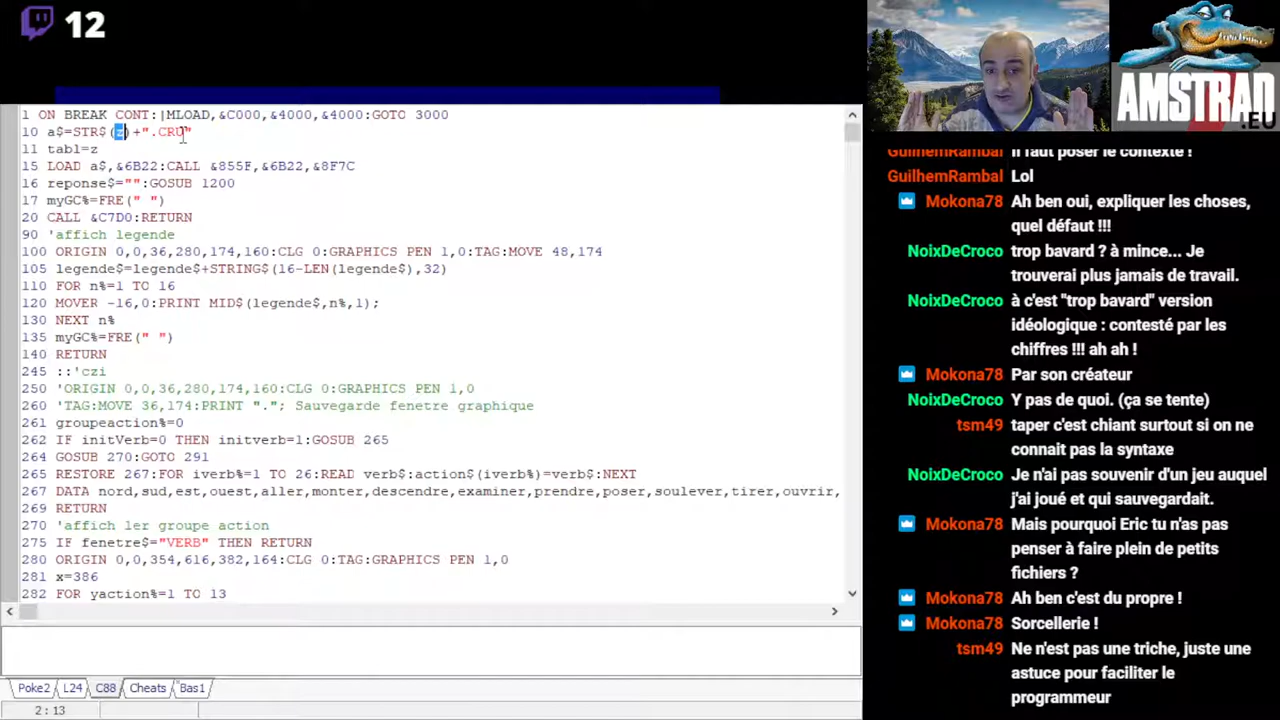 12
1 ON BREAK CONT:|MLOAD,&C000,&4000,&4000:GOTO 3000
10 a$=STR$(z)+".CRU"
11 tabl=z
15 LOAD a$,&6B22:CALL &855F,&6B22,&8F7C
16 reponse$="":GOSUB 1200
17 myGC%=FRE(" ")
20 CALL &C7D0:RETURN
90 'affich legende
100 ORIGIN 0,0,36,280,174,160:CLG 0:GRAPHICS PEN 1,0:TAG:MOVE 48,174
105 legende$=legende$+STRING$(16-LEN(legende$),32)
110 FOR n%=1 TO 16
120 MOVER -16,0:PRINT MID$(legende$,n%,1);
130 NEXT n%
135 myGC%=FRE(" ")
140 RETURN
245 ::'czi
250 'ORIGIN 0,0,36,280,174,160:CLG 0:GRAPHICS PEN 1,0
260 'TAG:MOVE 36,174:PRINT "."; Sauvegarde fenetre graphique
261 groupeaction%=0
262 IF initVerb=0 THEN initverb=1:GOSUB 265
264 GOSUB 270:GOTO 291
265 RESTORE 267:FOR iverb%=1 TO 26:READ verb$:action$(iverb%)=verb$:NEXT
267 DATA nord,sud,est,ouest,aller,monter,descendre,examiner,prendre,poser,soulever,tirer,ouvrir,
269 RETURN
270 'affich 1er groupe action
275 IF fenetre$="VERB" THEN RETURN
280 ORIGIN 0,0,354,616,382,164:CLG 0:TAG:GRAPHICS PEN 1,0
281 x=386
282 FOR yaction%=1 TO 13
Poke2 L24 C88 Cheats Bas1
2: 13
AMSTRAD
.EU
GuilhemRambal Il faut poser le contexte !
GuilhemRambal Lol
Mokona78 Ah ben oui, expliquer les choses,
quel défaut !!!
NoixDeCroco trop bavard ? à mince... Je
trouverai plus jamais de travail.
NoixDeCroco à c'est "trop bavard" version
idéologique : contesté par les
chiffres !!! ah ah !
Mokona78 Par son créateur
NoixDeCroco Y pas de quoi. (ça se tente)
tsm49 taper c'est chiant surtout si on ne
connait pas la syntaxe
NoixDeCroco Je n'ai pas souvenir d'un jeu auquel
j'ai joué et qui sauvegardait.
Mokona78 Mais pourquoi Eric tu n'as pas
penser à faire plein de petits
fichiers ?
Mokona78 Ah ben c'est du propre !
Mokona78 Sorcellerie !
tsm49 Ne n'est pas une triche, juste une
astuce pour faciliter le
programmeur